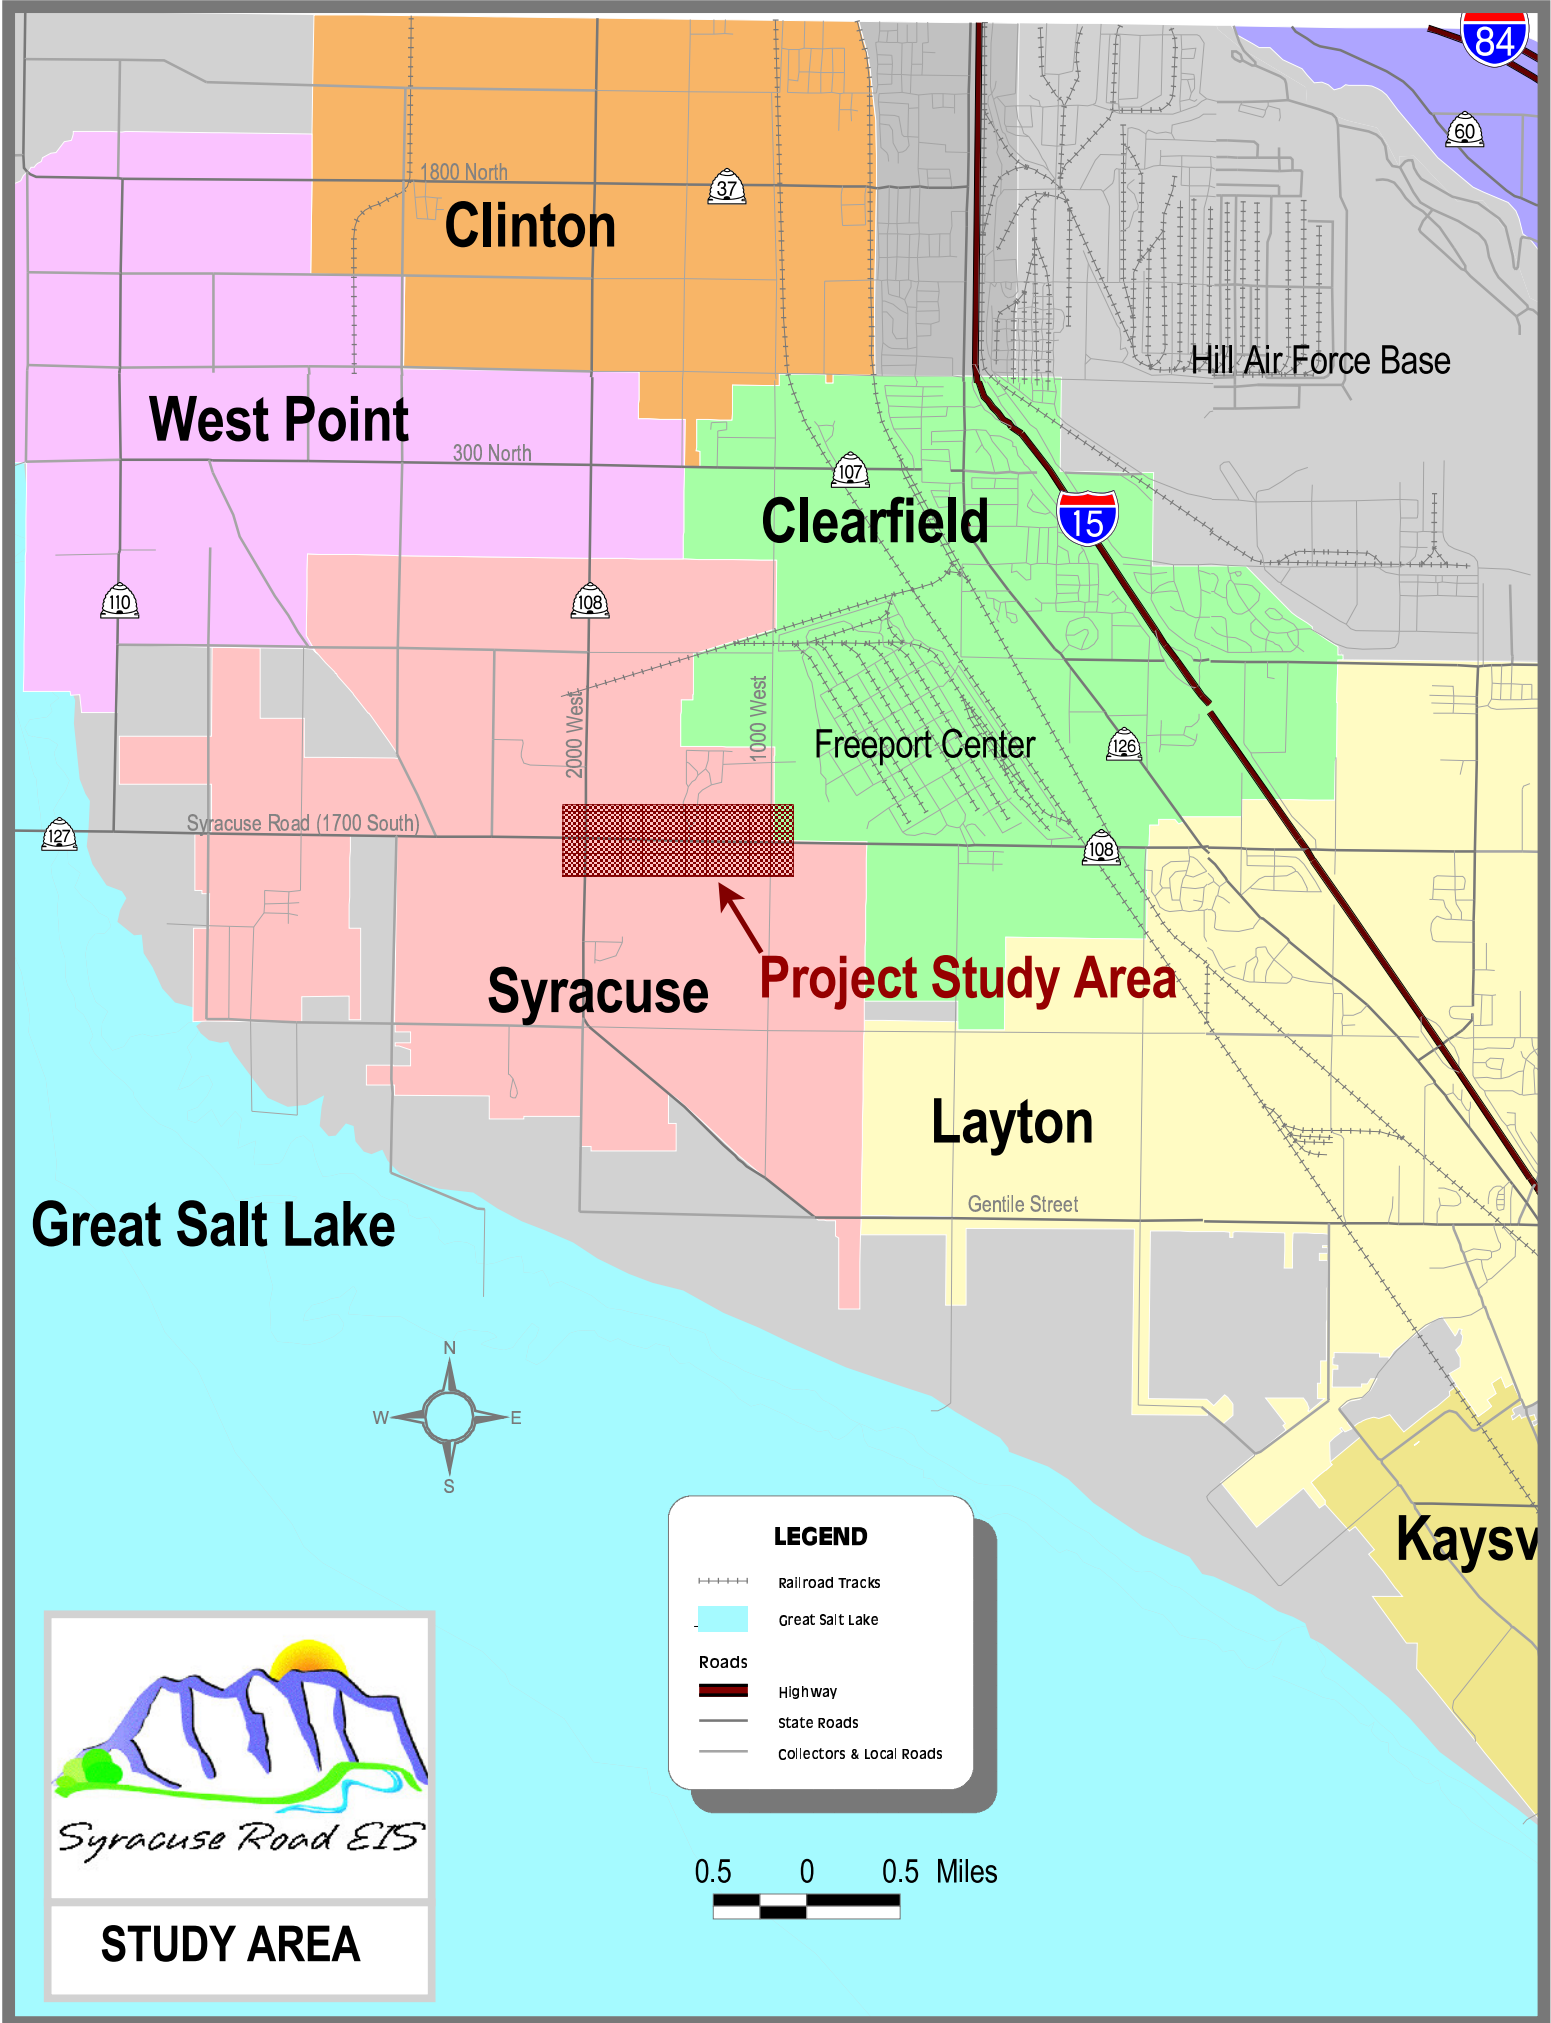 84
60
1800 North
37
Clinton
Hill Air Force Base
West Point
300 North
107
Clearfield
15
110
108
2000 West
1000 West
Freeport Center
126
Syracuse Road (1700 South)
127
108
Syracuse
Project Study Area
Layton
Gentile Street
Great Salt Lake
N
W
E
S
LEGEND
Railroad Tracks
Great Salt Lake
Roads
Highway
State Roads
Collectors & Local Roads
Kaysv
Syracuse Road EIS
STUDY AREA
0.5 0 0.5 Miles